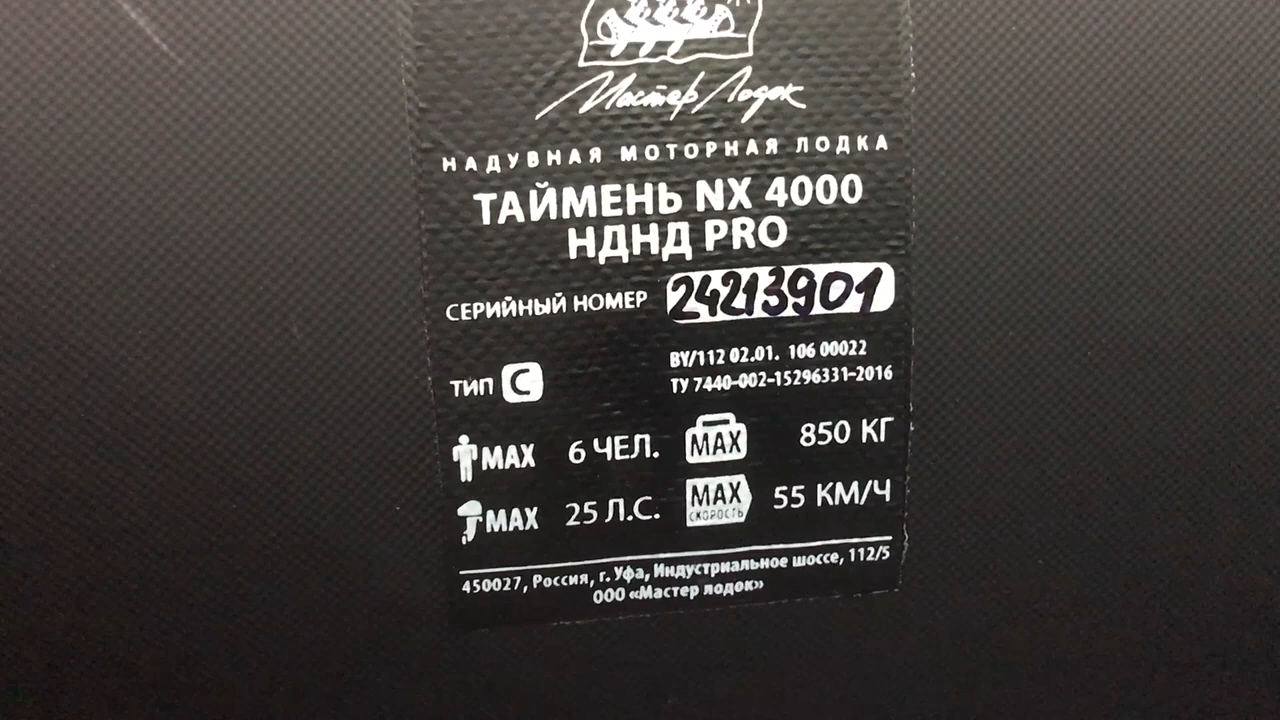 Мастер Лодок
НАДУВНАЯ МОТОРНАЯ ЛОДКА
ТАЙМЕНЬ NX 4000
НДНД PRO
СЕРИЙНЫЙ НОМЕР 24213901
BY/112 02.01. 106 00022
ТИП C
ТУ 7440-002-15296331-2016
MAX 6 ЧЕЛ. MAX 850 КГ
MAX 25 Л.С. MAX СКОРОСТЬ 55 КМ/Ч
450027, Россия, г. Уфа, Индустриальное шоссе, 112/5
ООО «Мастер лодок»